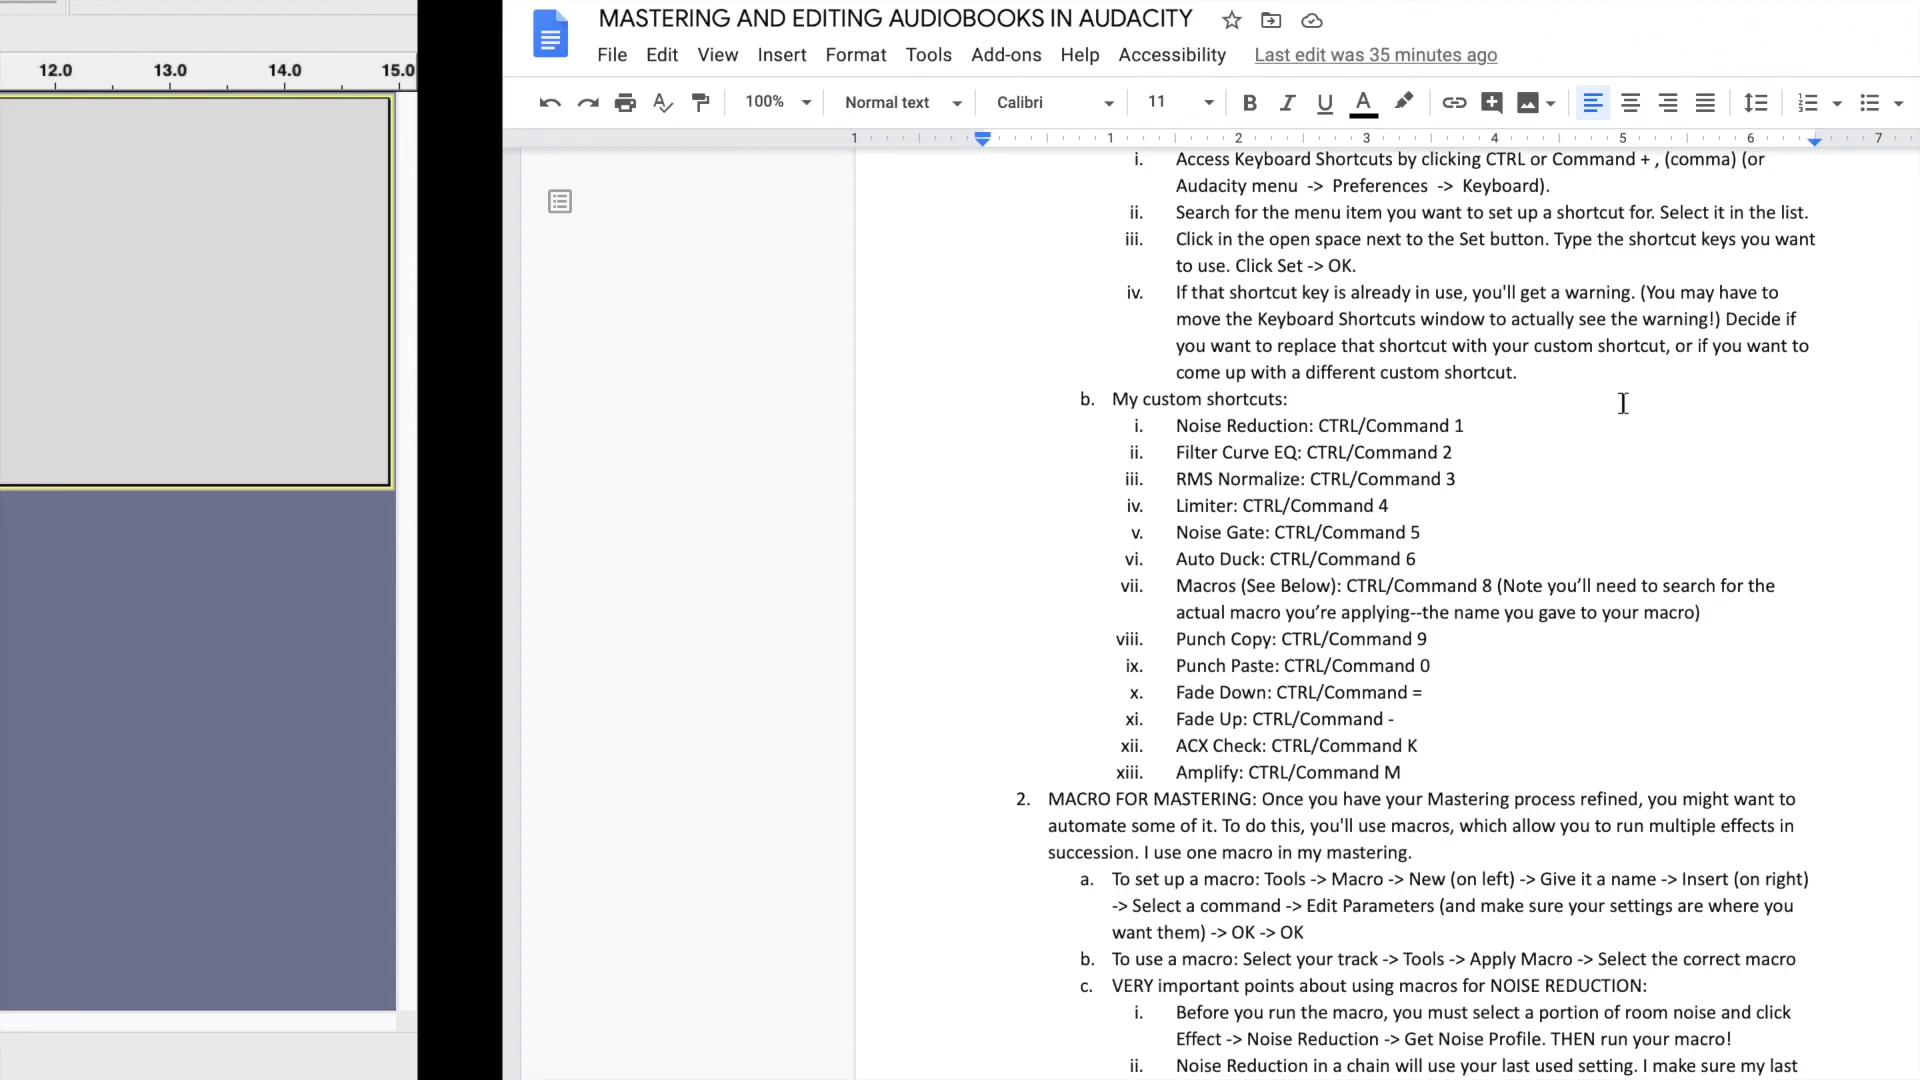 MASTERING AND EDITING AUDIOBOOKS IN AUDACITY
File Edit View Insert Format Tools Add-ons Help Accessibility Last edit was 35 minutes ago
12.0 13.0 14.0 15.0
100% Normal text Calibri 11
1 1 2 3 4 5 6 7
i. Access Keyboard Shortcuts by clicking CTRL or Command + , (comma) (or
Audacity menu -> Preferences -> Keyboard).
ii. Search for the menu item you want to set up a shortcut for. Select it in the list.
iii. Click in the open space next to the Set button. Type the shortcut keys you want
to use. Click Set -> OK.
iv. If that shortcut key is already in use, you'll get a warning. (You may have to
move the Keyboard Shortcuts window to actually see the warning!) Decide if
you want to replace that shortcut with your custom shortcut, or if you want to
come up with a different custom shortcut.
b. My custom shortcuts:
i. Noise Reduction: CTRL/Command 1
ii. Filter Curve EQ: CTRL/Command 2
iii. RMS Normalize: CTRL/Command 3
iv. Limiter: CTRL/Command 4
v. Noise Gate: CTRL/Command 5
vi. Auto Duck: CTRL/Command 6
vii. Macros (See Below): CTRL/Command 8 (Note you’ll need to search for the
actual macro you’re applying--the name you gave to your macro)
viii. Punch Copy: CTRL/Command 9
ix. Punch Paste: CTRL/Command 0
x. Fade Down: CTRL/Command =
xi. Fade Up: CTRL/Command -
xii. ACX Check: CTRL/Command K
xiii. Amplify: CTRL/Command M
2. MACRO FOR MASTERING: Once you have your Mastering process refined, you might want to
automate some of it. To do this, you'll use macros, which allow you to run multiple effects in
succession. I use one macro in my mastering.
a. To set up a macro: Tools -> Macro -> New (on left) -> Give it a name -> Insert (on right)
-> Select a command -> Edit Parameters (and make sure your settings are where you
want them) -> OK -> OK
b. To use a macro: Select your track -> Tools -> Apply Macro -> Select the correct macro
c. VERY important points about using macros for NOISE REDUCTION:
i. Before you run the macro, you must select a portion of room noise and click
Effect -> Noise Reduction -> Get Noise Profile. THEN run your macro!
ii. Noise Reduction in a chain will use your last used setting. I make sure my last